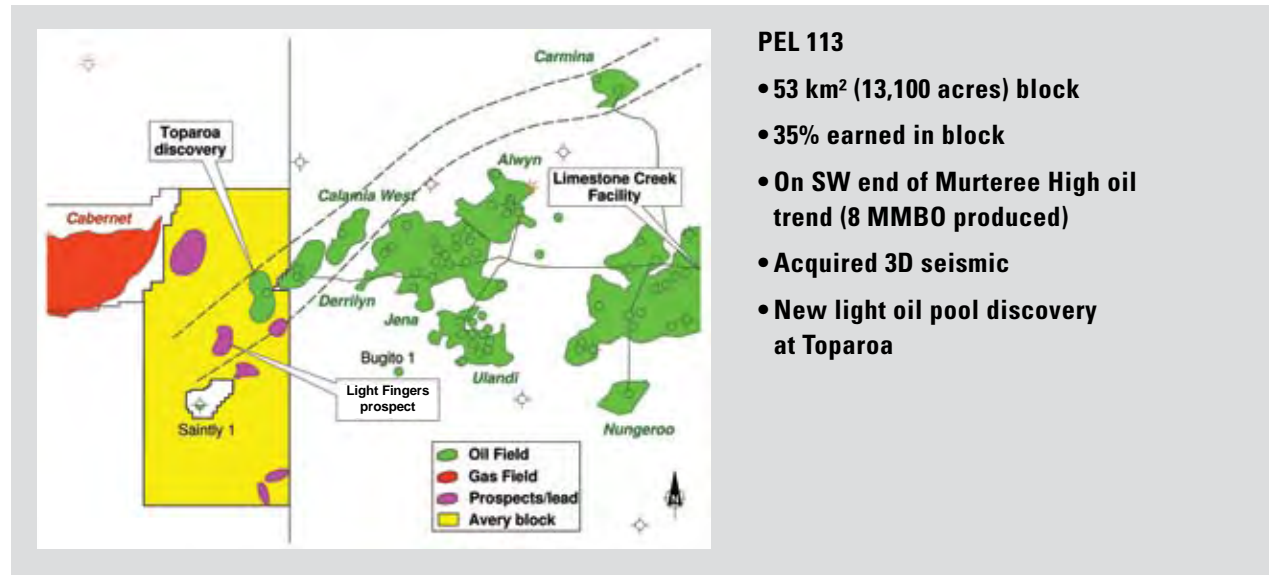 Carmina
Toparoa
discovery
Alwyn
Limestone Creek
Facility
Calamia West
Cabernet
Derrilyn
Jena
Bugito 1
Ulandi
Light Fingers
prospect
Saintly 1
Nungeroo
Oil Field
Gas Field
Prospects/lead
Avery block
N
PEL 113
• 53 km² (13,100 acres) block
• 35% earned in block
• On SW end of Murteree High oil
trend (8 MMBO produced)
• Acquired 3D seismic
• New light oil pool discovery
at Toparoa